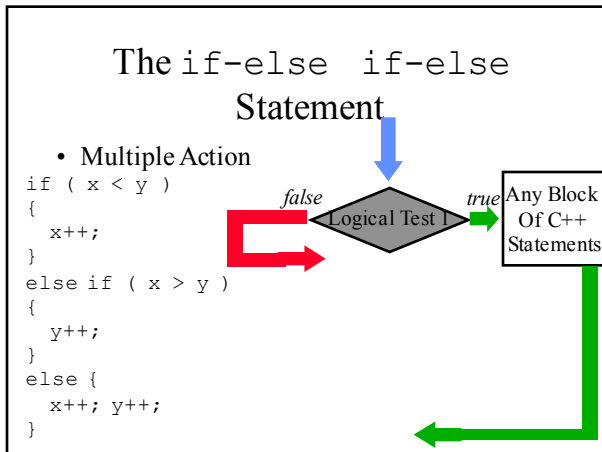 The if-else if-else
Statement
• Multiple Action
if ( x < y )
{
x++;
}
else if ( x > y )
{
y++;
}
else {
x++; y++;
}
false
Logical Test 1
true
Any Block
Of C++
Statements